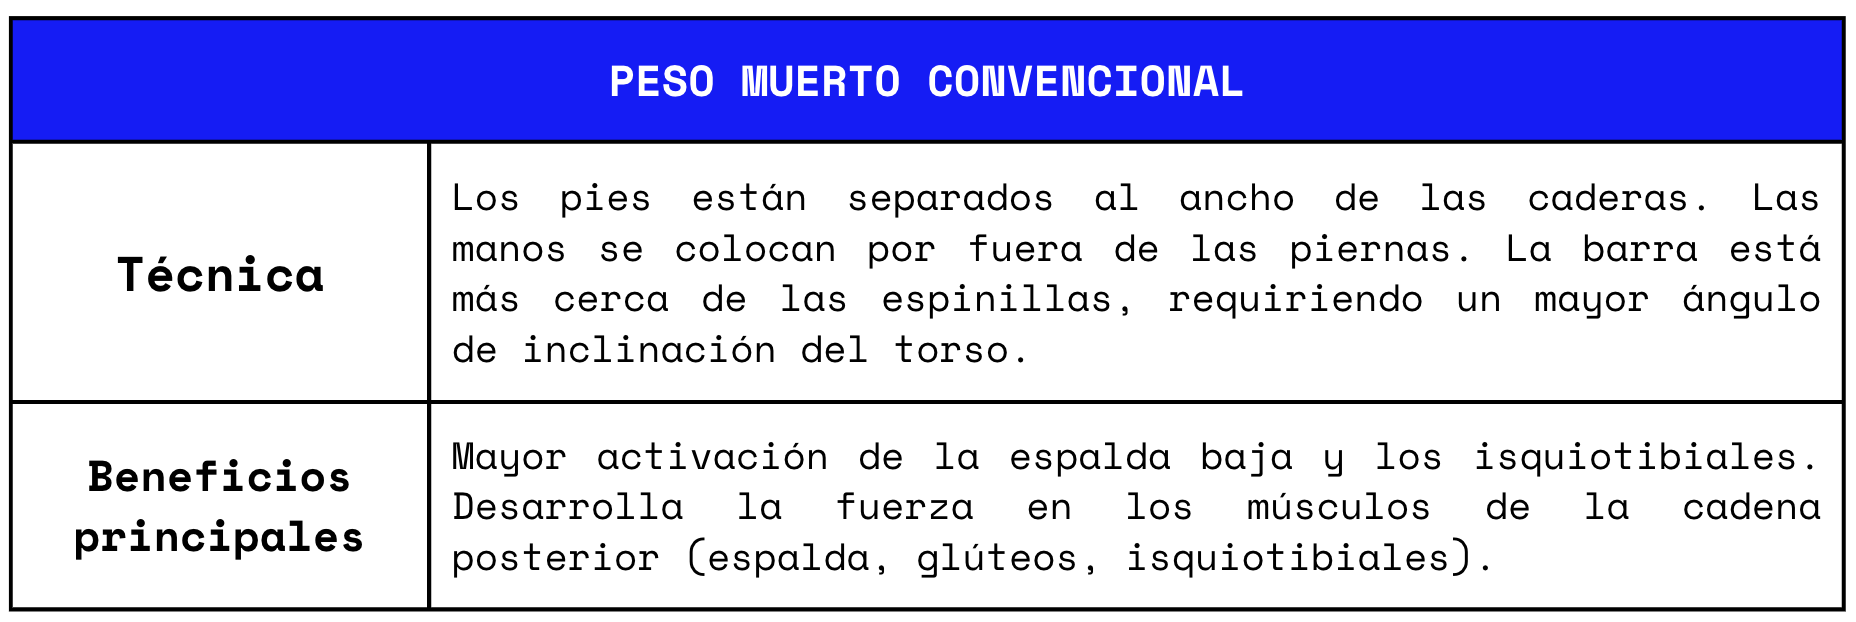 PESO MUERTO CONVENCIONAL
Técnica
Los pies están separados al ancho de las caderas. Las
manos se colocan por fuera de las piernas. La barra está
más cerca de las espinillas, requiriendo un mayor ángulo
de inclinación del torso.
Beneficios
principales
Mayor activación de la espalda baja y los isquiotibiales.
Desarrolla la fuerza en los músculos de la cadena
posterior (espalda, glúteos, isquiotibiales).